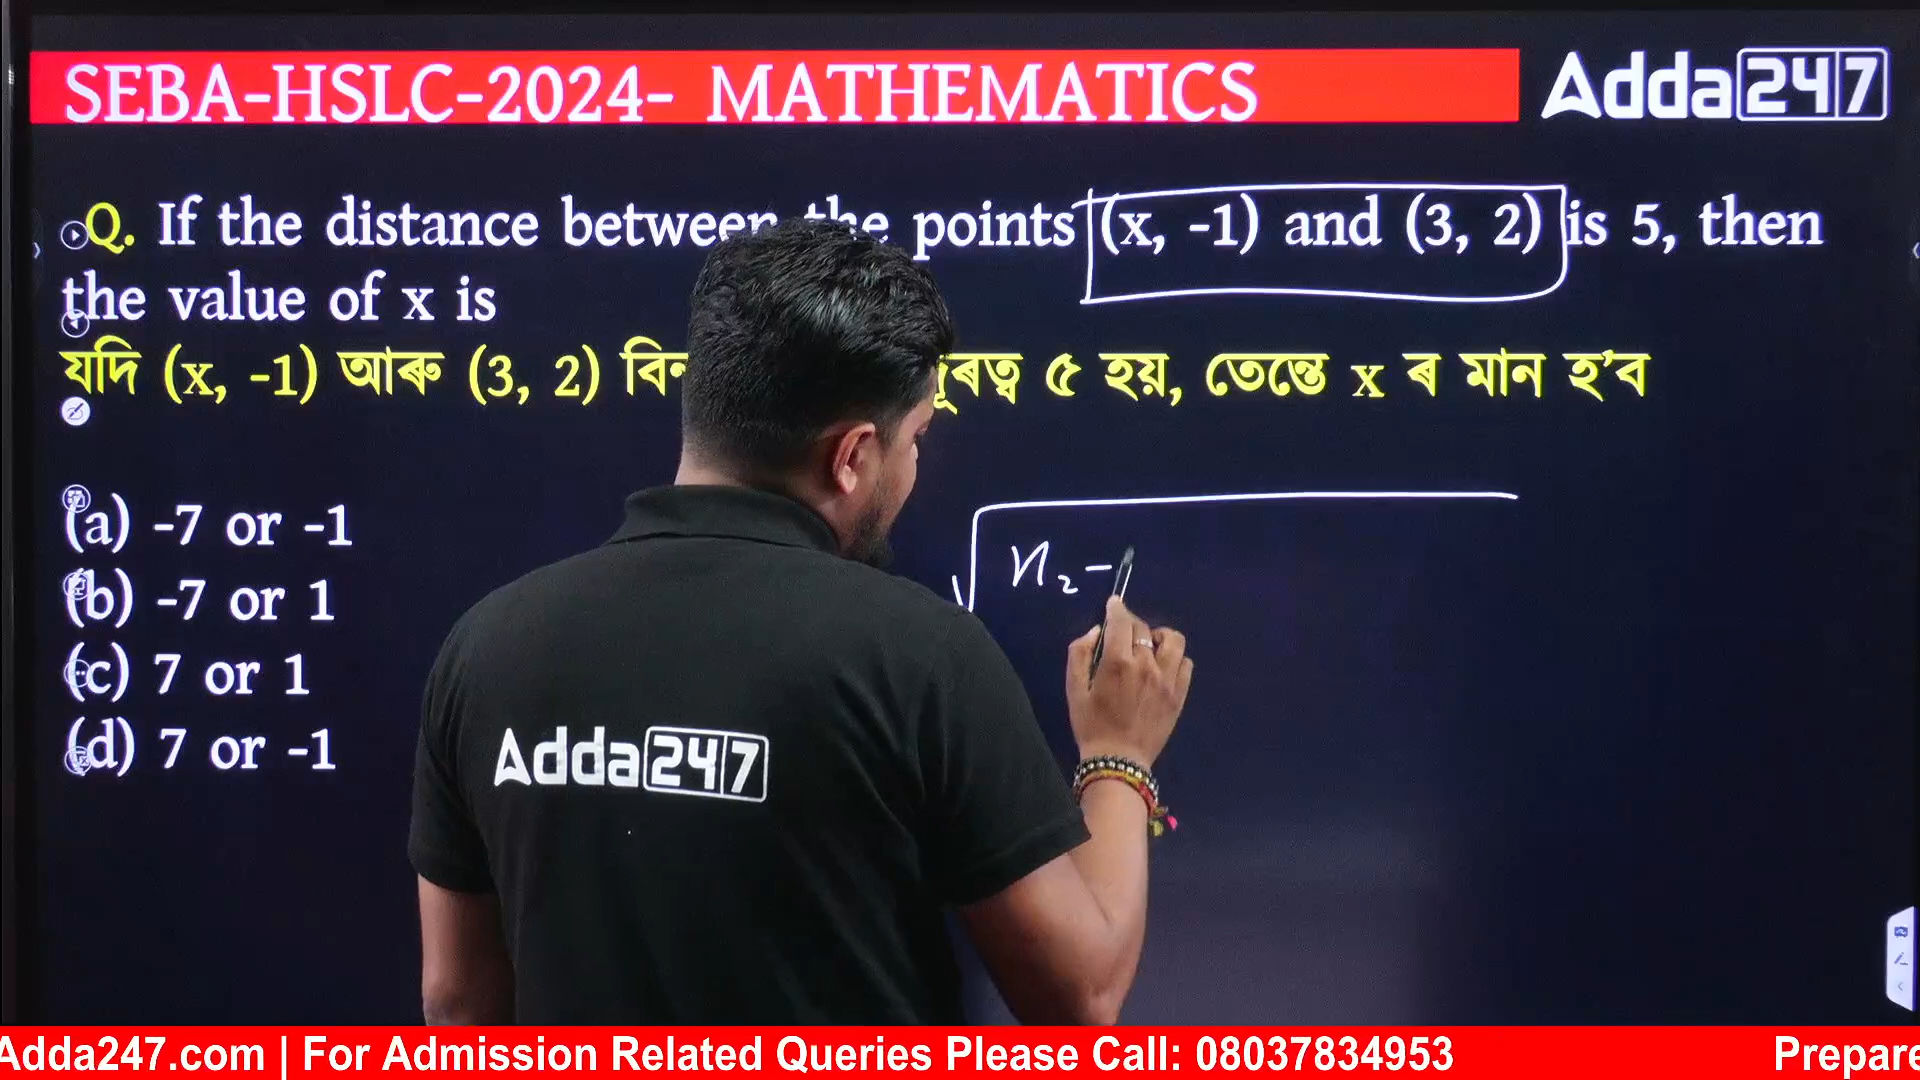 SEBA-HSLC-2024- MATHEMATICS
Adda247
Q. If the distance between the points (x, -1) and (3, 2) is 5, then
the value of x is
যদি (x, -1) আৰু (3, 2) ৫ হয়, তেন্তে x ৰ মান হ’ব
(a) -7 or -1
(b) -7 or 1
(c) 7 or 1
(d) 7 or -1
x₂ -
Adda247
Adda247.com | For Admission Related Queries Please Call: 08037834953 Prepare